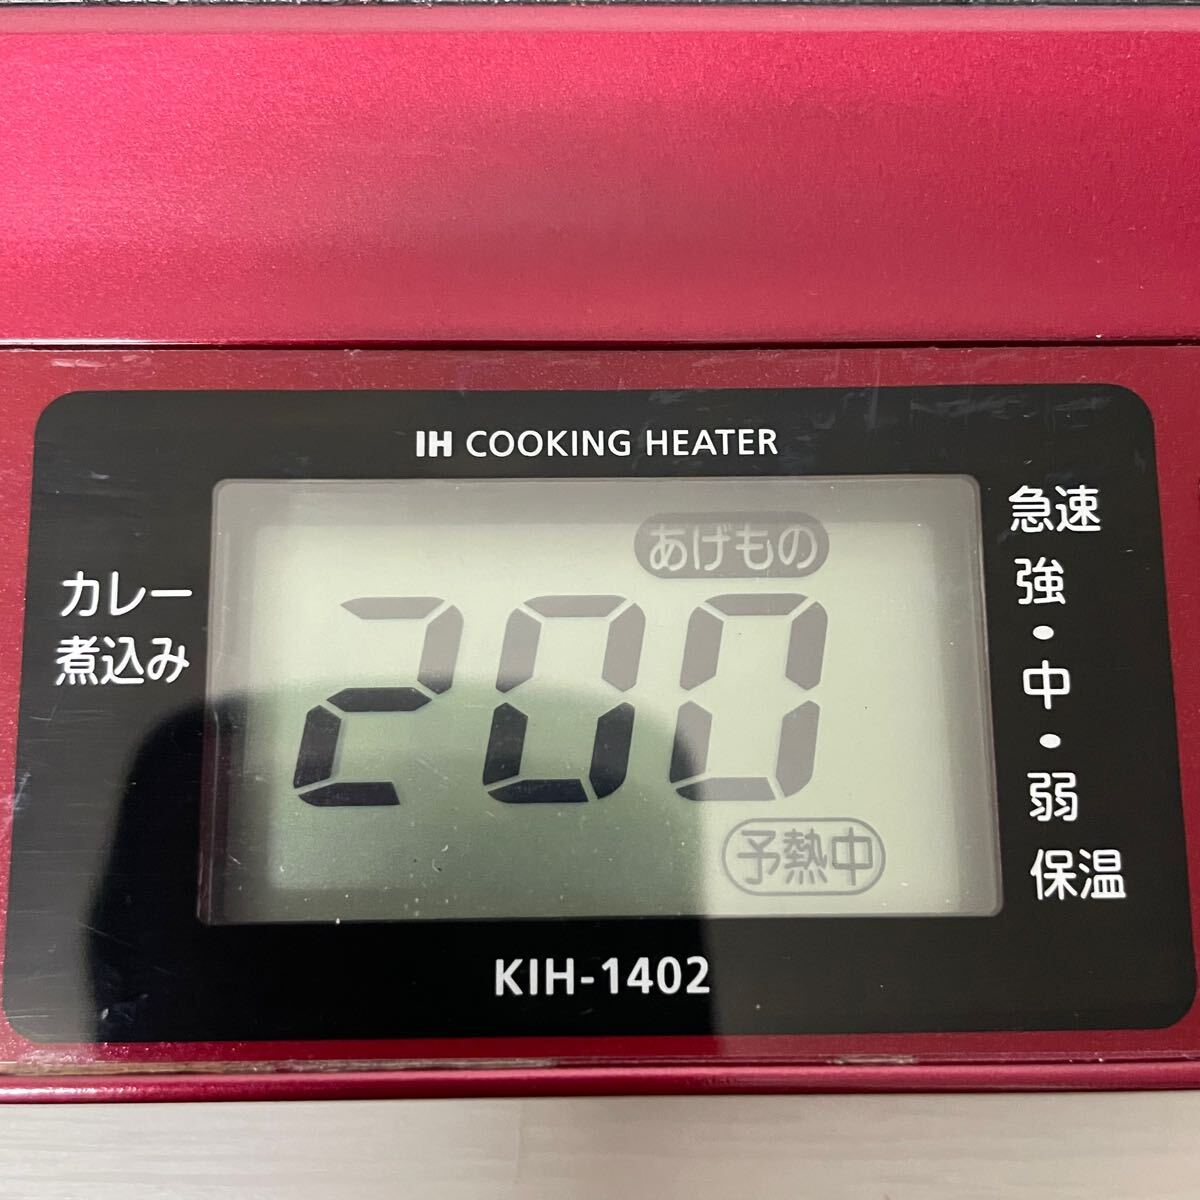 IH COOKING HEATER
カレー
煮込み
あげもの
200
予熱中
急速
強
・
中
・
弱
保温
KIH-1402